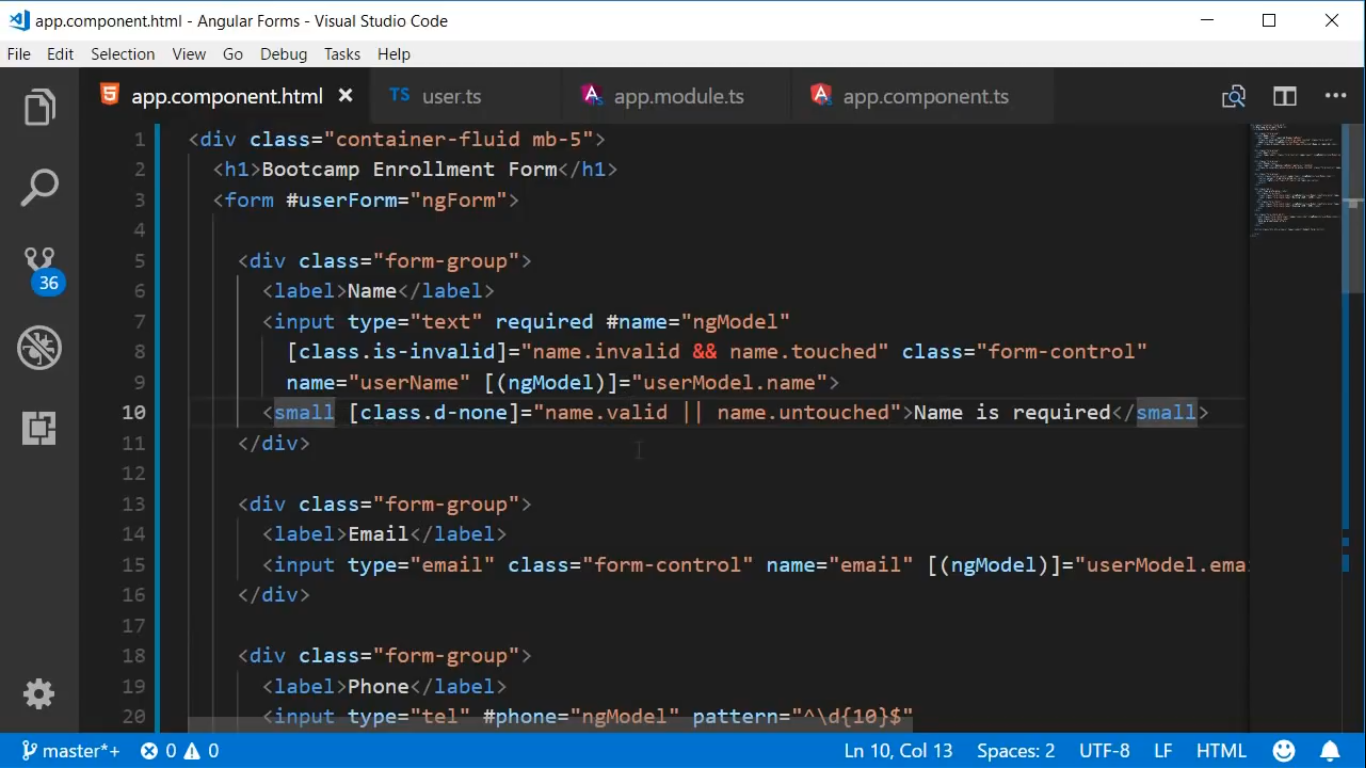 app.component.html - Angular Forms - Visual Studio Code
File Edit Selection View Go Debug Tasks Help
app.component.html TS user.ts app.module.ts app.component.ts
1 <div class="container-fluid mb-5">
2 <h1>Bootcamp Enrollment Form</h1>
3 <form #userForm="ngForm">
4
5 <div class="form-group">
6 <label>Name</label>
7 <input type="text" required #name="ngModel"
8 [class.is-invalid]="name.invalid && name.touched" class="form-control"
9 name="userName" [(ngModel)]="userModel.name">
10 <small [class.d-none]="name.valid || name.untouched">Name is required</small>
11 </div>
12
13 <div class="form-group">
14 <label>Email</label>
15 <input type="email" class="form-control" name="email" [(ngModel)]="userModel.emai
16 </div>
17
18 <div class="form-group">
19 <label>Phone</label>
20 <input type="tel" #phone="ngModel" pattern="^\d{10}$"
36
master*+ 0 0 Ln 10, Col 13 Spaces: 2 UTF-8 LF HTML